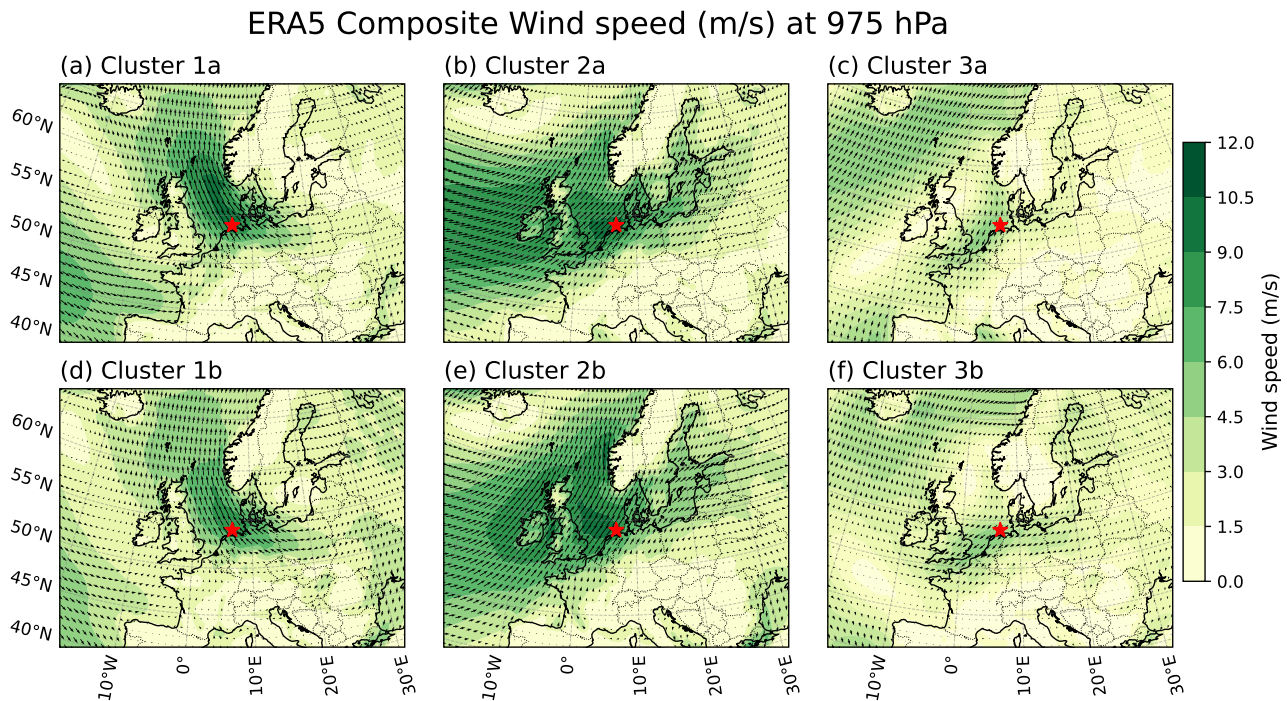 ERA5 Composite Wind speed (m/s) at 975 hPa
(a) Cluster 1a
(b) Cluster 2a
(c) Cluster 3a
60°N
55°N
50°N
45°N
40°N
(d) Cluster 1b
(e) Cluster 2b
(f) Cluster 3b
60°N
55°N
50°N
45°N
40°N
10°W 0° 10°E 20°E 30°E
10°W 0° 10°E 20°E 30°E
10°W 0° 10°E 20°E 30°E
12.0
10.5
9.0
7.5
6.0
4.5
3.0
1.5
0.0
Wind speed (m/s)